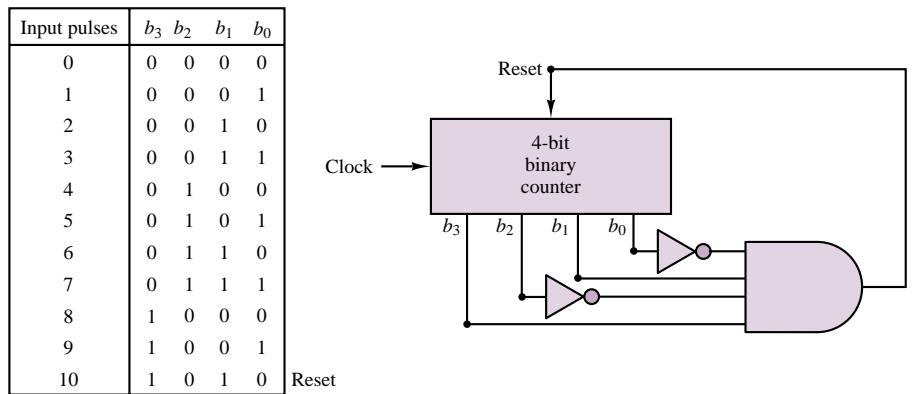 Input pulses b3 b2 b1 b0
0 0 0 0 0
1 0 0 0 1
2 0 0 1 0
3 0 0 1 1
4 0 1 0 0
5 0 1 0 1
6 0 1 1 0
7 0 1 1 1
8 1 0 0 0
9 1 0 0 1
10 1 0 1 0 Reset
Reset
4-bit
binary
counter
Clock
b3 b2 b1 b0